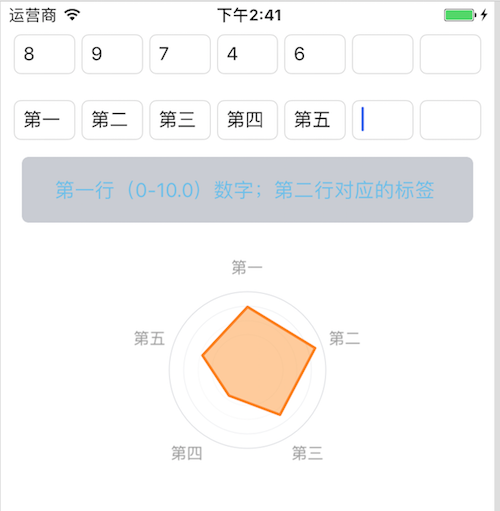 运营商 下午2:41
8 9 7 4 6
第一 第二 第三 第四 第五
第一行（0-10.0）数字；第二行对应的标签
第一
第五 第二
第四 第三